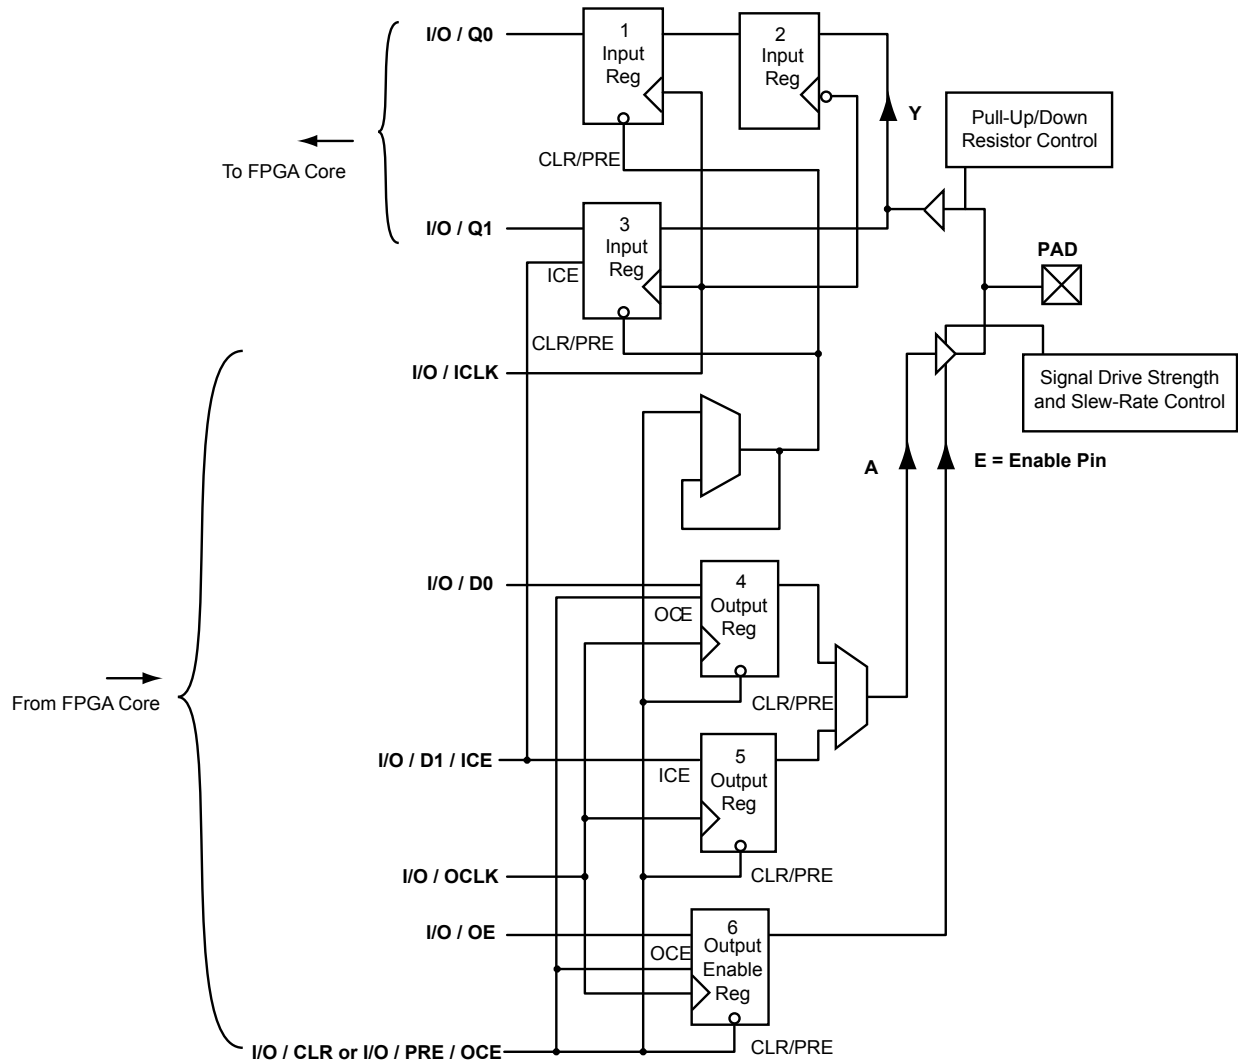 I/O / Q0
1
Input
Reg
2
Input
Reg
Y
Pull-Up/Down
Resistor Control
To FPGA Core
CLR/PRE
I/O / Q1
3
Input
Reg
ICE
PAD
CLR/PRE
I/O / ICLK
Signal Drive Strength
and Slew-Rate Control
A
E = Enable Pin
I/O / D0
4
Output
Reg
OCE
From FPGA Core
CLR/PRE
I/O / D1 / ICE
5
Output
Reg
ICE
I/O / OCLK
CLR/PRE
I/O / OE
6
Output
Enable
Reg
OCE
I/O / CLR or I/O / PRE / OCE
CLR/PRE